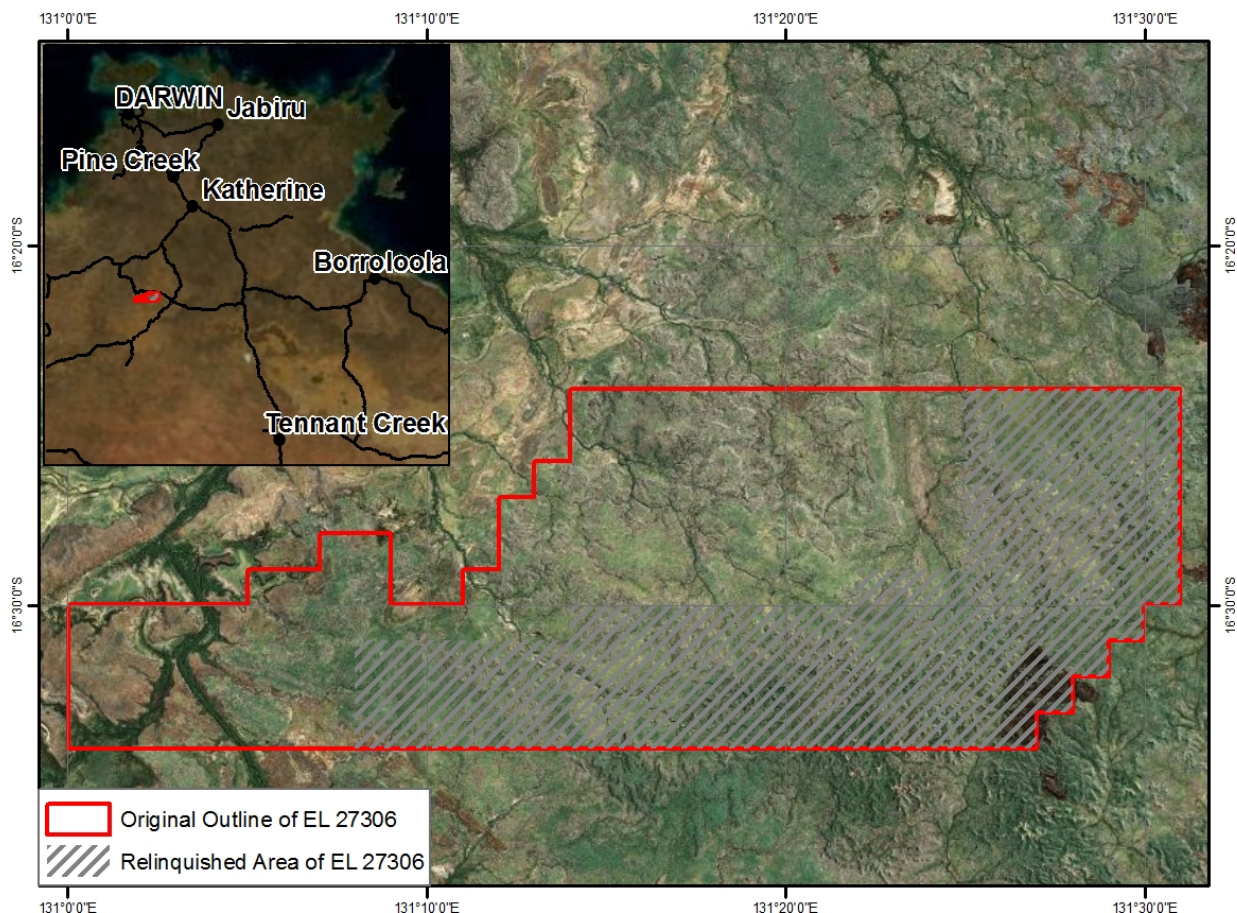 131°0'0"E
131°10'0"E
131°20'0"E
131°30'0"E
DARWIN
Jabiru
Pine Creek
Katherine
Borroloola
Tennant Creek
16°20'0"S
16°20'0"S
16°30'0"S
16°30'0"S
Original Outline of EL 27306
Relinquished Area of EL 27306
131°0'0"E
131°10'0"E
131°20'0"E
131°30'0"E